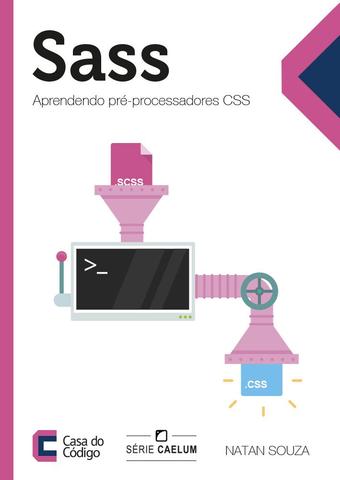 Sass
Aprendendo pré-processadores CSS
.SCSS
>_
.CSS
Casa do
Código
SÉRIE CAELUM
NATAN SOUZA